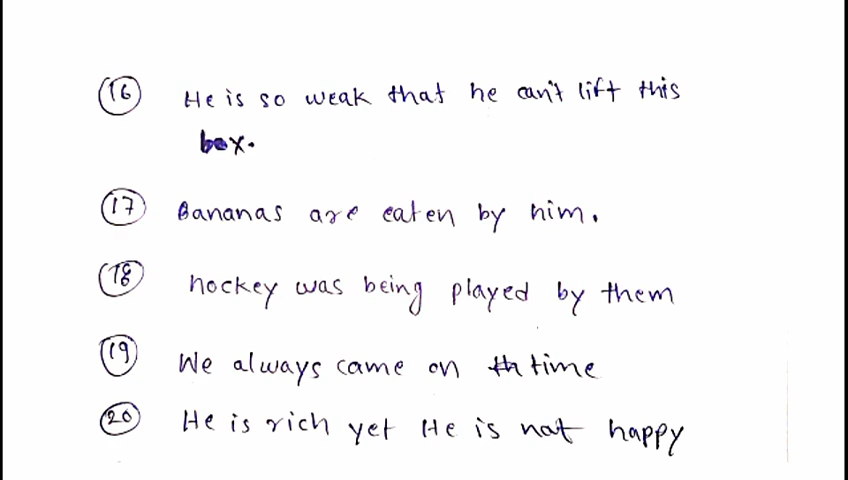 16 He is so weak that he can't lift this
box.
17 Bananas are eaten by him.
18 hockey was being played by them
19 We always came on time
20 He is rich yet He is not happy